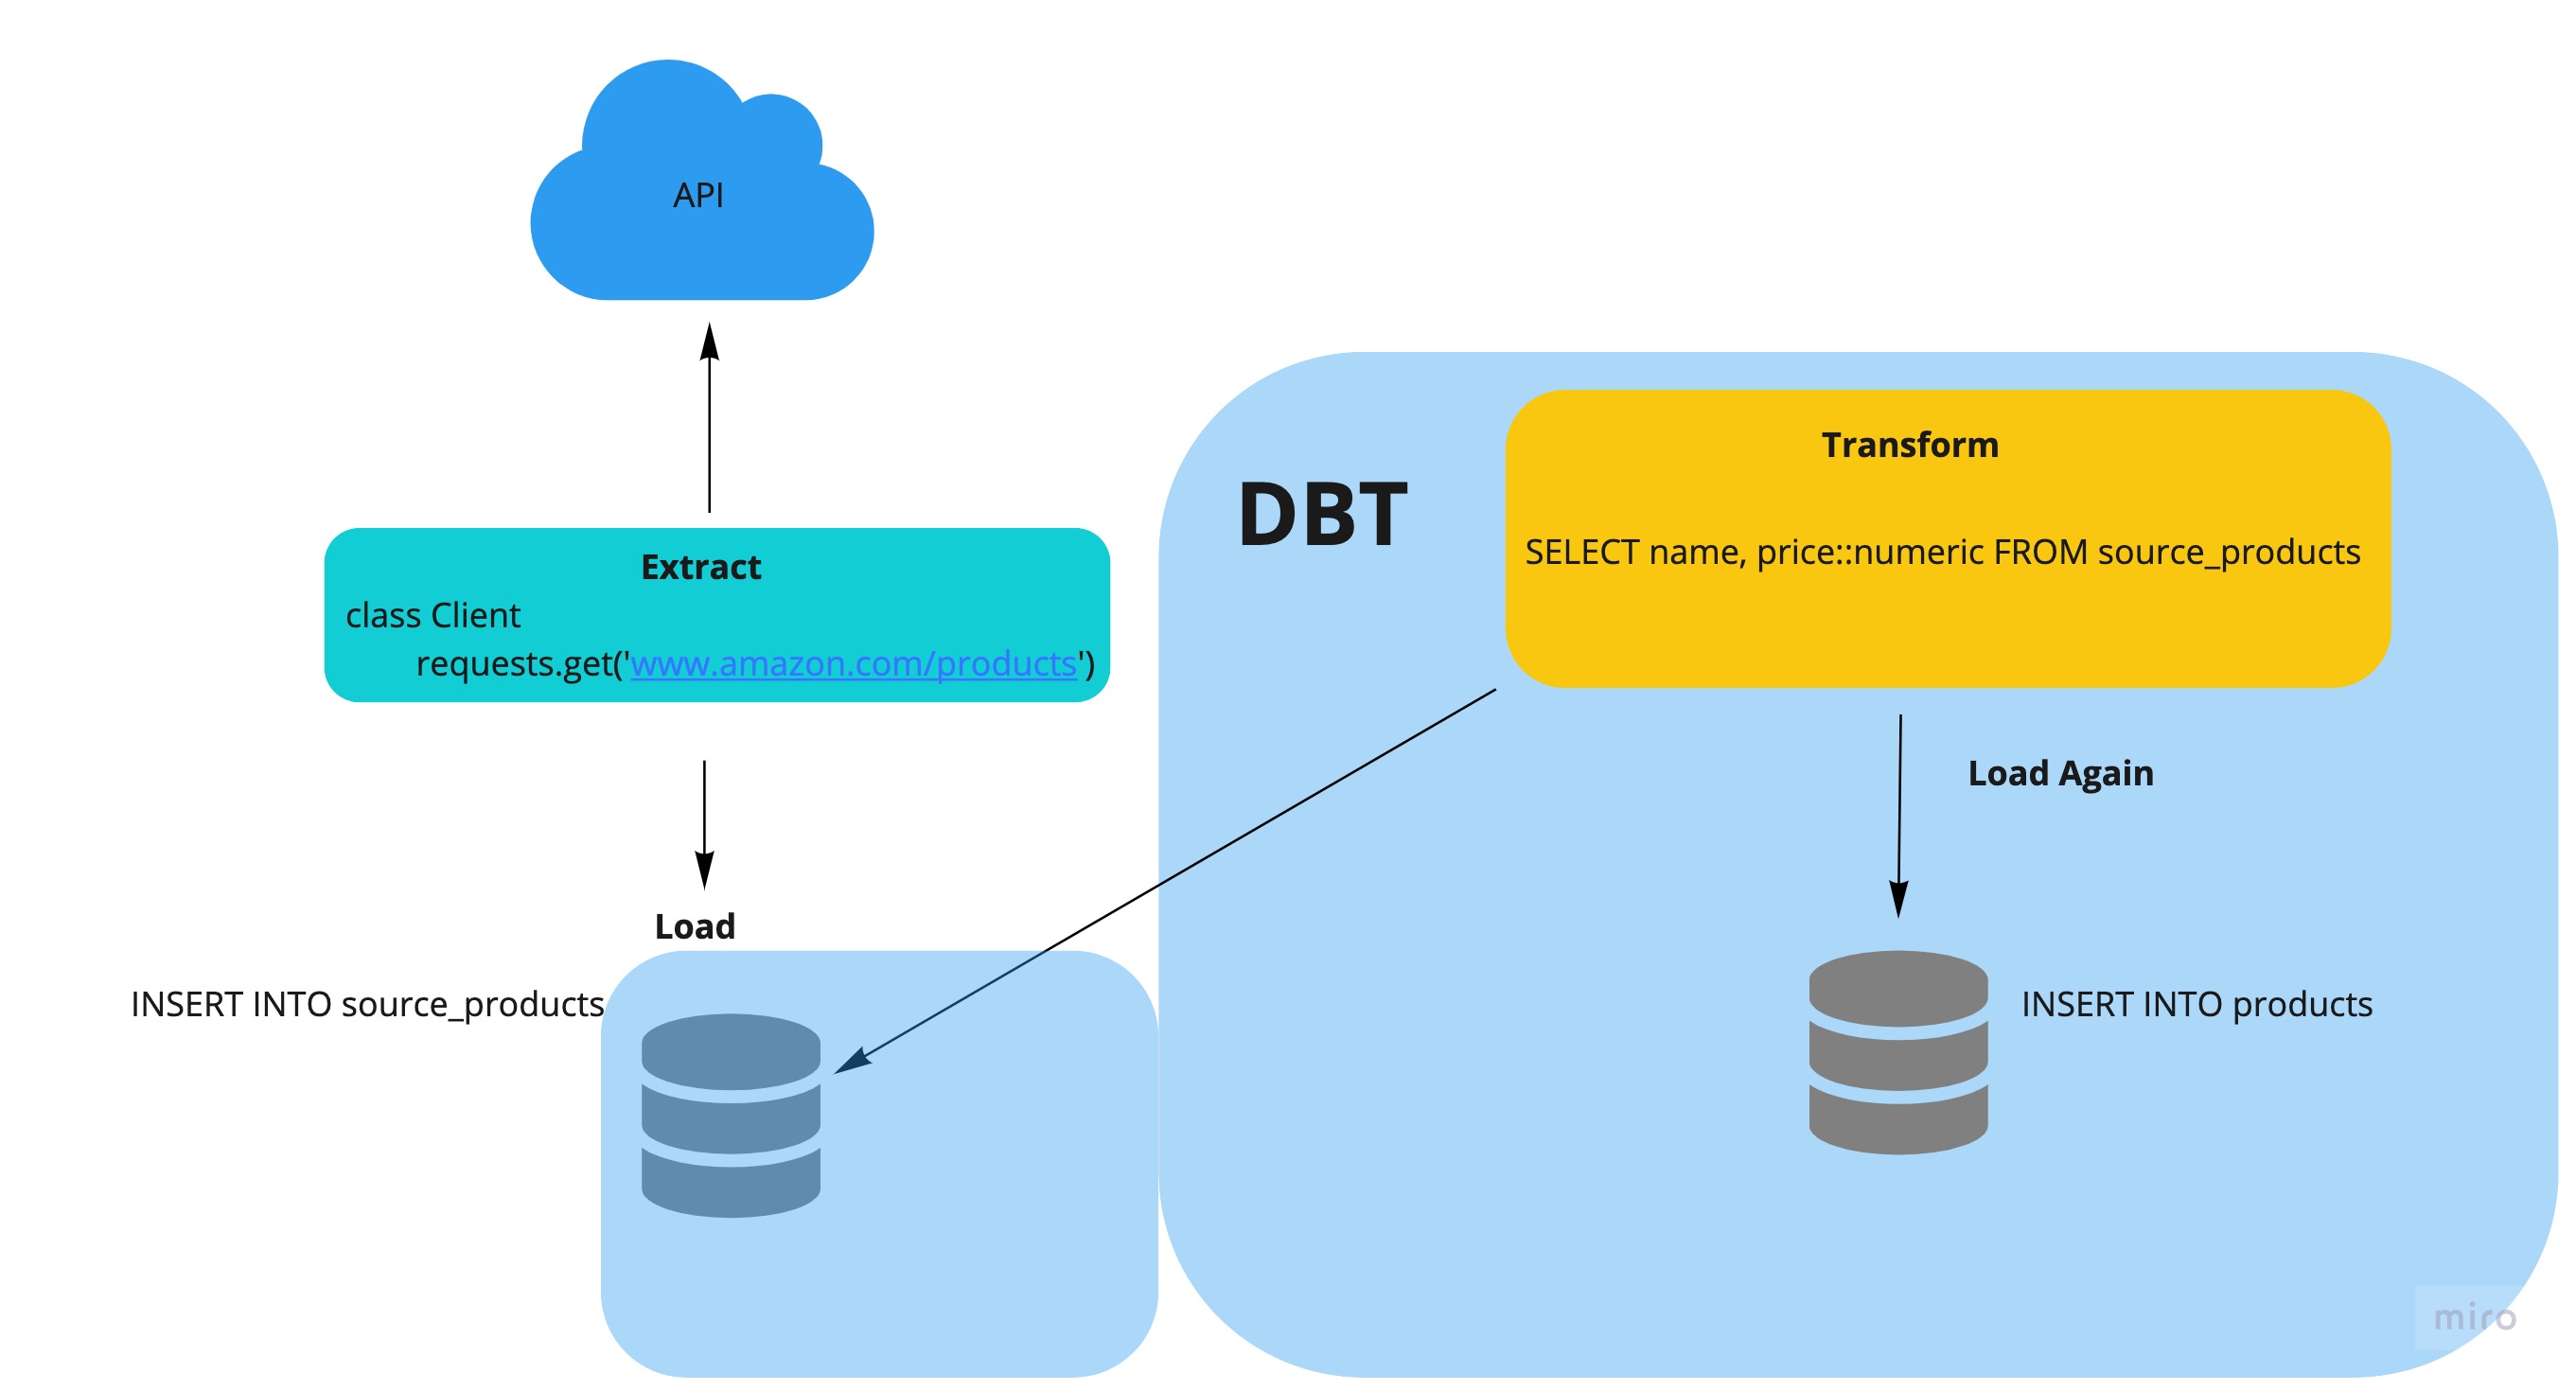 API
Extract
class Client
requests.get('www.amazon.com/products')
Load
INSERT INTO source_products
DBT
Transform
SELECT name, price::numeric FROM source_products
Load Again
INSERT INTO products
miro